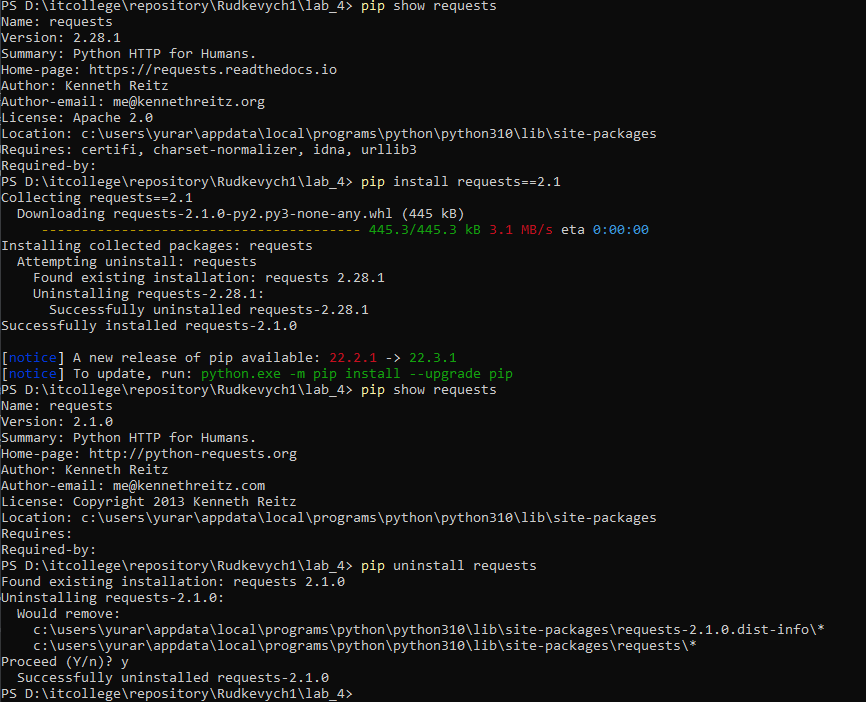 PS D:\itcollege\repository\Rudkevych1\lab_4> pip show requests
Name: requests
Version: 2.28.1
Summary: Python HTTP for Humans.
Home-page: https://requests.readthedocs.io
Author: Kenneth Reitz
Author-email: me@kennethreitz.org
License: Apache 2.0
Location: c:\users\yurar\appdata\local\programs\python\python310\lib\site-packages
Requires: certifi, charset-normalizer, idna, urllib3
Required-by:
PS D:\itcollege\repository\Rudkevych1\lab_4> pip install requests==2.1
Collecting requests==2.1
  Downloading requests-2.1.0-py2.py3-none-any.whl (445 kB)
     ---------------------------------------- 445.3/445.3 kB 3.1 MB/s eta 0:00:00
Installing collected packages: requests
  Attempting uninstall: requests
    Found existing installation: requests 2.28.1
    Uninstalling requests-2.28.1:
      Successfully uninstalled requests-2.28.1
Successfully installed requests-2.1.0
[notice] A new release of pip available: 22.2.1 -> 22.3.1
[notice] To update, run: python.exe -m pip install --upgrade pip
PS D:\itcollege\repository\Rudkevych1\lab_4> pip show requests
Name: requests
Version: 2.1.0
Summary: Python HTTP for Humans.
Home-page: http://python-requests.org
Author: Kenneth Reitz
Author-email: me@kennethreitz.com
License: Copyright 2013 Kenneth Reitz
Location: c:\users\yurar\appdata\local\programs\python\python310\lib\site-packages
Requires:
Required-by:
PS D:\itcollege\repository\Rudkevych1\lab_4> pip uninstall requests
Found existing installation: requests 2.1.0
Uninstalling requests-2.1.0:
  Would remove:
    c:\users\yurar\appdata\local\programs\python\python310\lib\site-packages\requests-2.1.0.dist-info\*
    c:\users\yurar\appdata\local\programs\python\python310\lib\site-packages\requests\*
Proceed (Y/n)? y
  Successfully uninstalled requests-2.1.0
PS D:\itcollege\repository\Rudkevych1\lab_4>